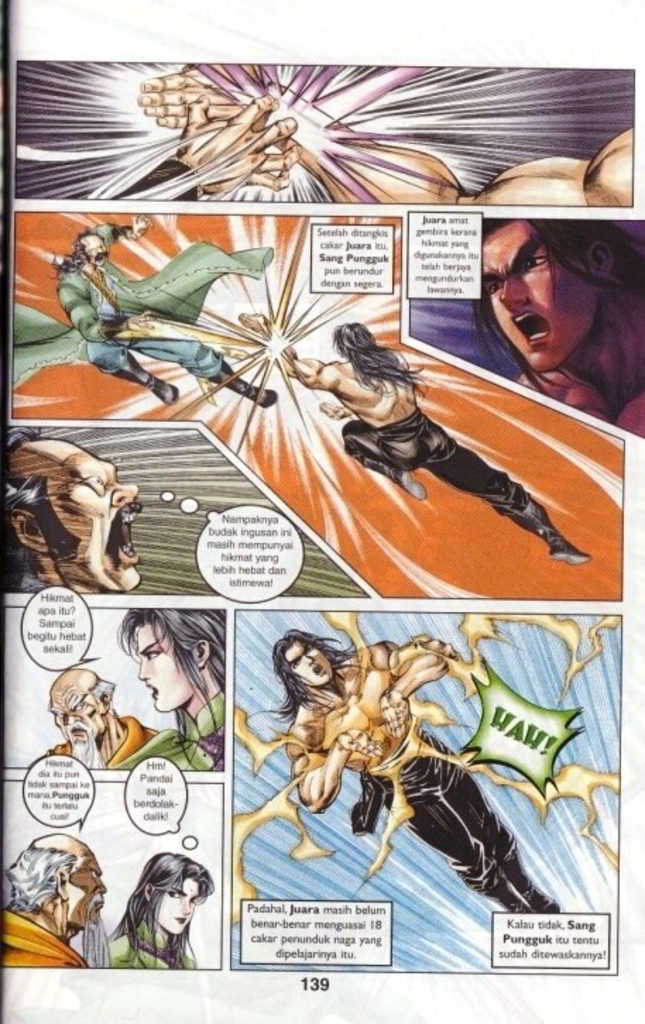 Setelah ditangkis
cakar Juara itu,
Sang Pungguk
pun berundur
dengan segera.
Juara amat
gembira kerana
hikmat yang
digunakannya itu
telah berjaya
mengundurkan
lawannya.
Nampaknya
budak ingusan ini
masih mempunyai
hikmat yang
lebih hebat dan
istimewa!
Hikmat
apa itu?
Sampai
begitu hebat
sekali!
Hikmat
dia itu pun
tidak sampai ke
mana. Pungguk
itu terlalu
cuai!
Hm!
Pandai
saja
berdolak-
dalik!
HAH!
Padahal, Juara masih belum
benar-benar menguasai 18
cakar penunduk naga yang
dipelajarinya itu.
Kalau tidak, Sang
Pungguk itu tentu
sudah ditewaskannya!
139